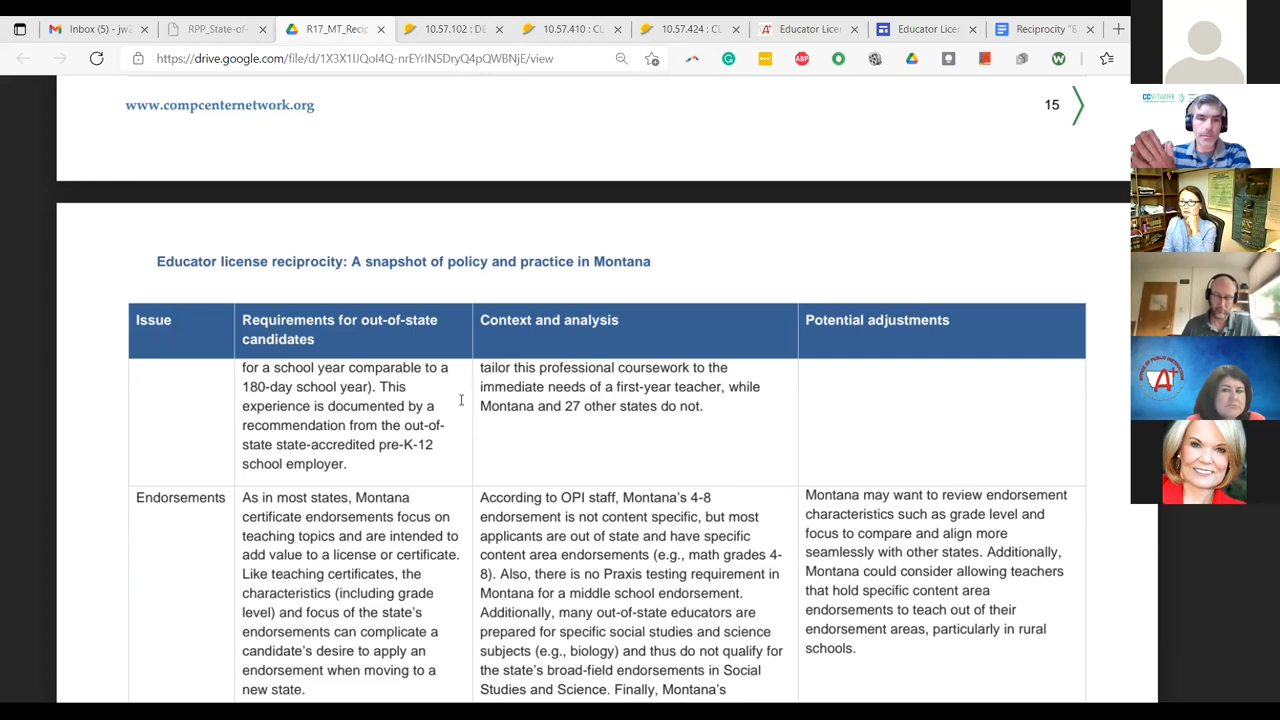 Inbox (5) - jw2
RPP_State-of-
R17_MT_Recip
10.57.102 : DE
10.57.410 : CL
10.57.424 : CL
Educator Licen
Educator Licen
Reciprocity "B
https://drive.google.com/file/d/1X3X1IJQoI4Q-nrEYrINSDryQ4pQWBNjE/view
www.compcenternetwork.org
15
Educator license reciprocity: A snapshot of policy and practice in Montana
Issue
Requirements for out-of-state
candidates
Context and analysis
Potential adjustments
for a school year comparable to a
180-day school year). This
experience is documented by a
recommendation from the out-of-
state state-accredited pre-K-12
school employer.
tailor this professional coursework to the
immediate needs of a first-year teacher, while
Montana and 27 other states do not.
Endorsements
As in most states, Montana
certificate endorsements focus on
teaching topics and are intended to
add value to a license or certificate.
Like teaching certificates, the
characteristics (including grade
level) and focus of the state's
endorsements can complicate a
candidate's desire to apply an
endorsement when moving to a
new state.
According to OPI staff, Montana's 4-8
endorsement is not content specific, but most
applicants are out of state and have specific
content area endorsements (e.g., math grades 4-
8). Also, there is no Praxis testing requirement in
Montana for a middle school endorsement.
Additionally, many out-of-state educators are
prepared for specific social studies and science
subjects (e.g., biology) and thus do not qualify for
the state's broad-field endorsements in Social
Studies and Science. Finally, Montana's
Montana may want to review endorsement
characteristics such as grade level and
focus to compare and align more
seamlessly with other states. Additionally,
Montana could consider allowing teachers
that hold specific content area
endorsements to teach out of their
endorsement areas, particularly in rural
schools.
ABP
CCNETWORK